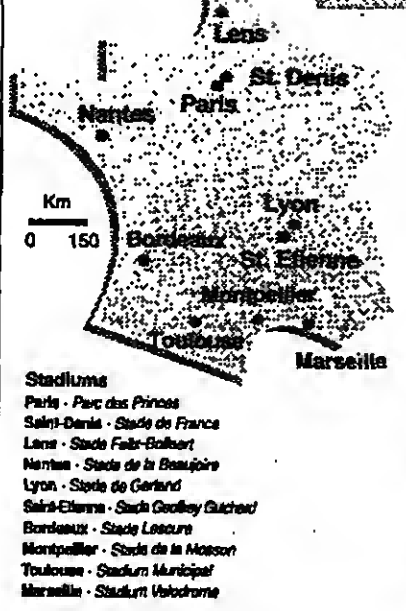 Lens
St. Denis
Paris
Nantes
Km
0 150
Lyon
Bordeaux
St. Etienne
Montpellier
Toulouse
Marseille
Stadiums
Paris - Parc des Princes
Saint-Denis - Stade de France
Lens - Stade Felix-Bollaert
Nantes - Stade de la Beaujoire
Lyon - Stade de Gerland
Saint-Etienne - Stade Geoffrey Guichard
Bordeaux - Stade Lescure
Montpellier - Stade de la Mosson
Toulouse - Stadium Municipal
Marseille - Stadium Velodrome